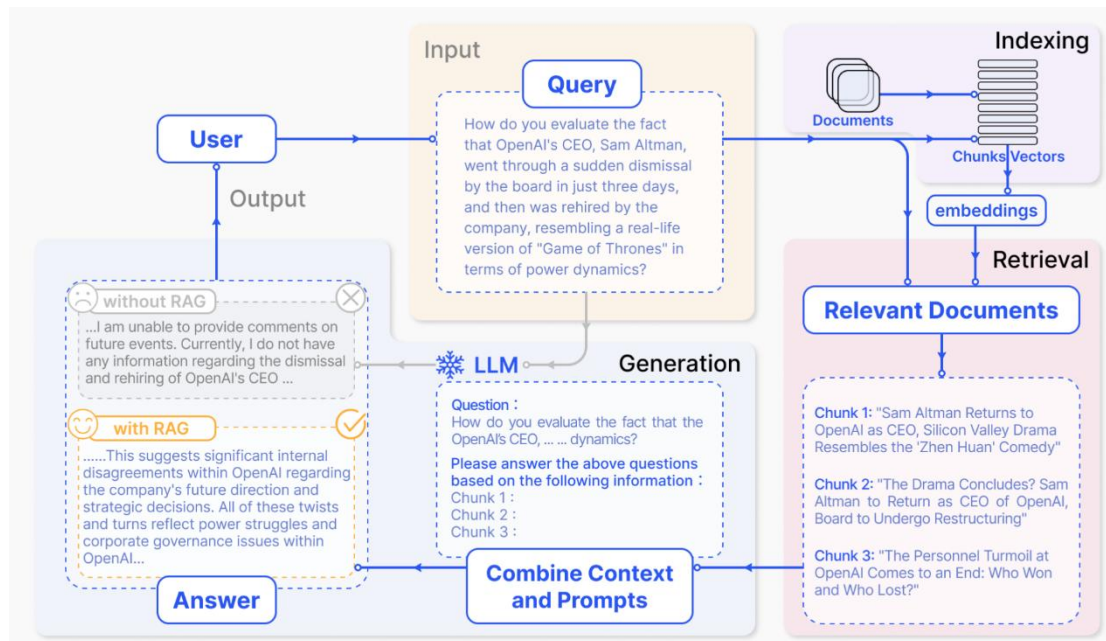 Input
Query
How do you evaluate the fact
that OpenAI's CEO, Sam Altman,
went through a sudden dismissal
by the board in just three days,
and then was rehired by the
company, resembling a real-life
version of "Game of Thrones" in
terms of power dynamics?
Indexing
Documents
Chunks Vectors
embeddings
User
Output
Retrieval
Relevant Documents
Chunk 1: "Sam Altman Returns to
OpenAI as CEO, Silicon Valley Drama
Resembles the 'Zhen Huan' Comedy"
Chunk 2: "The Drama Concludes? Sam
Altman to Return as CEO of OpenAI,
Board to Undergo Restructuring"
Chunk 3: "The Personnel Turmoil at
OpenAI Comes to an End: Who Won
and Who Lost?"
LLM
Generation
Question :
How do you evaluate the fact that the
OpenAI's CEO, ... ... dynamics?
Please answer the above questions
based on the following information :
Chunk 1 :
Chunk 2 :
Chunk 3 :
Combine Context
and Prompts
without RAG
...I am unable to provide comments on
future events. Currently, I do not have
any information regarding the dismissal
and rehiring of OpenAI's CEO ...
with RAG
......This suggests significant internal
disagreements within OpenAI regarding
the company's future direction and
strategic decisions. All of these twists
and turns reflect power struggles and
corporate governance issues within
OpenAI...
Answer